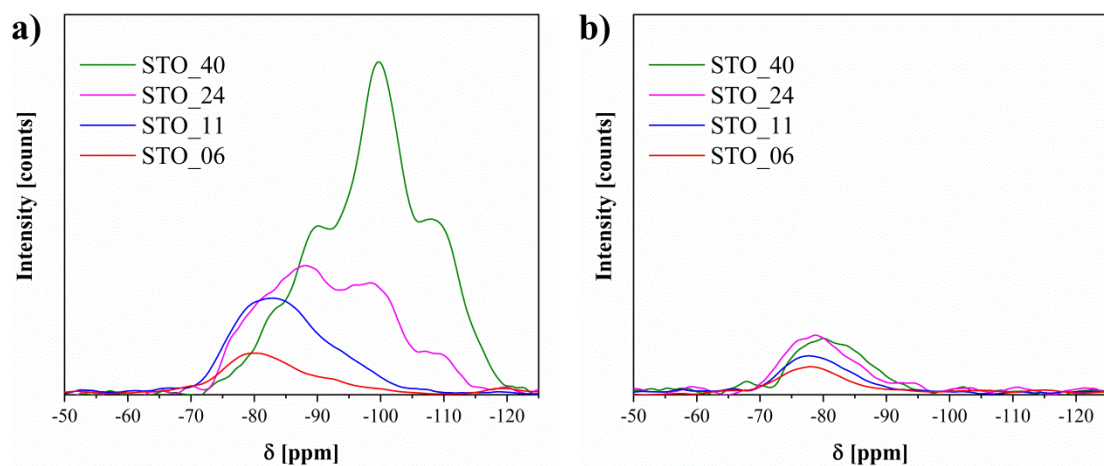 a)
Intensity [counts]
STO_40
STO_24
STO_11
STO_06
-50 -60 -70 -80 -90 -100 -110 -120
δ [ppm]
b)
Intensity [counts]
STO_40
STO_24
STO_11
STO_06
-50 -60 -70 -80 -90 -100 -110 -120
δ [ppm]